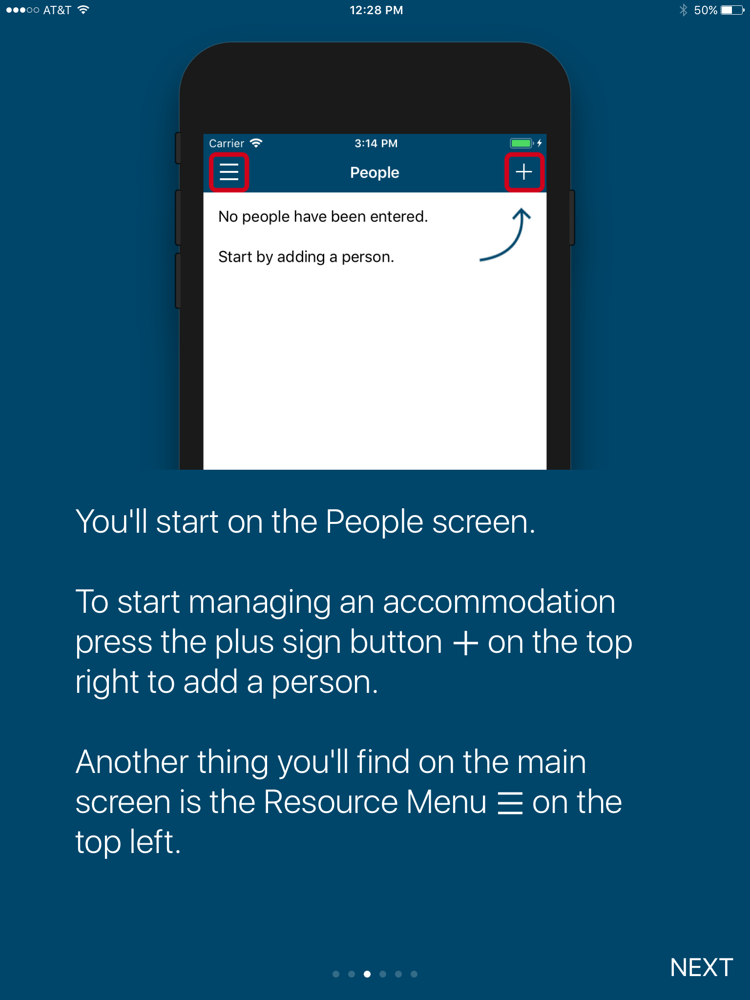 AT&T 12:28 PM 50%
Carrier 3:14 PM
People
No people have been entered.
Start by adding a person.
You'll start on the People screen.
To start managing an accommodation
press the plus sign button + on the top
right to add a person.
Another thing you'll find on the main
screen is the Resource Menu ☰ on the
top left.
NEXT